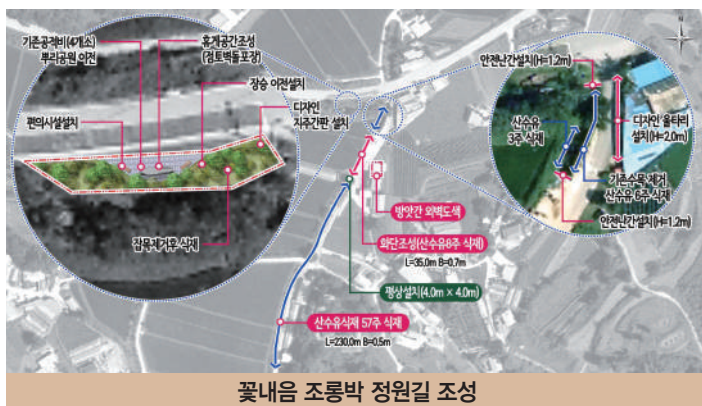 기존공적비(4개소)
뿌리공원 이전
휴게공간조성
(점토벽돌포장)
장승 이전설치
디자인
지주간판 설치
편의시설설치
잡목제거후 식재
안전난간설치(H=1.2m)
산수유
3주 식재
디자인 울타리
설치(H=2.0m)
기존수목 제거
산수유 6주 식재
안전난간설치(H=1.2m)
N
방앗간 외벽도색
화단조성(산수유8주 식재)
L=35.0m B=0.7m
평상설치(4.0m × 4.0m)
산수유식재 57주 식재
L=230.0m B=0.5m
꽃내음 조롱박 정원길 조성